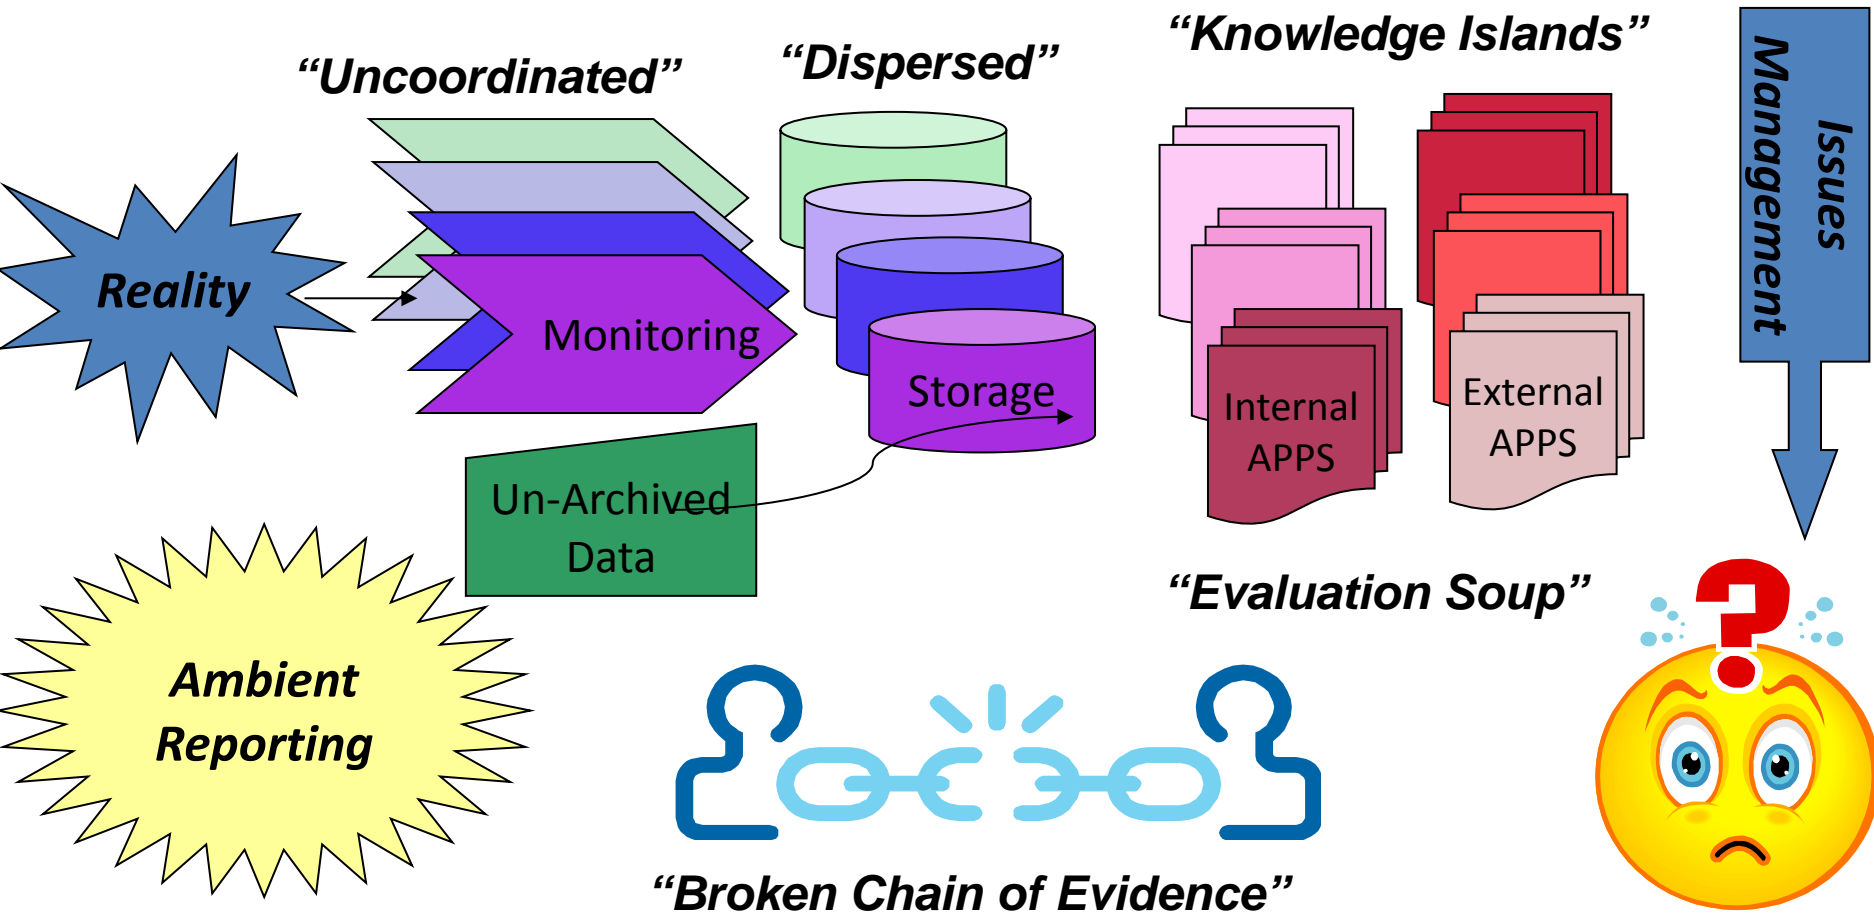 “Uncoordinated”
“Dispersed”
“Knowledge Islands”
Issues
Management
Reality
Monitoring
Storage
Internal
APPS
External
APPS
Un-Archived
Data
“Evaluation Soup”
Ambient
Reporting
?
“Broken Chain of Evidence”